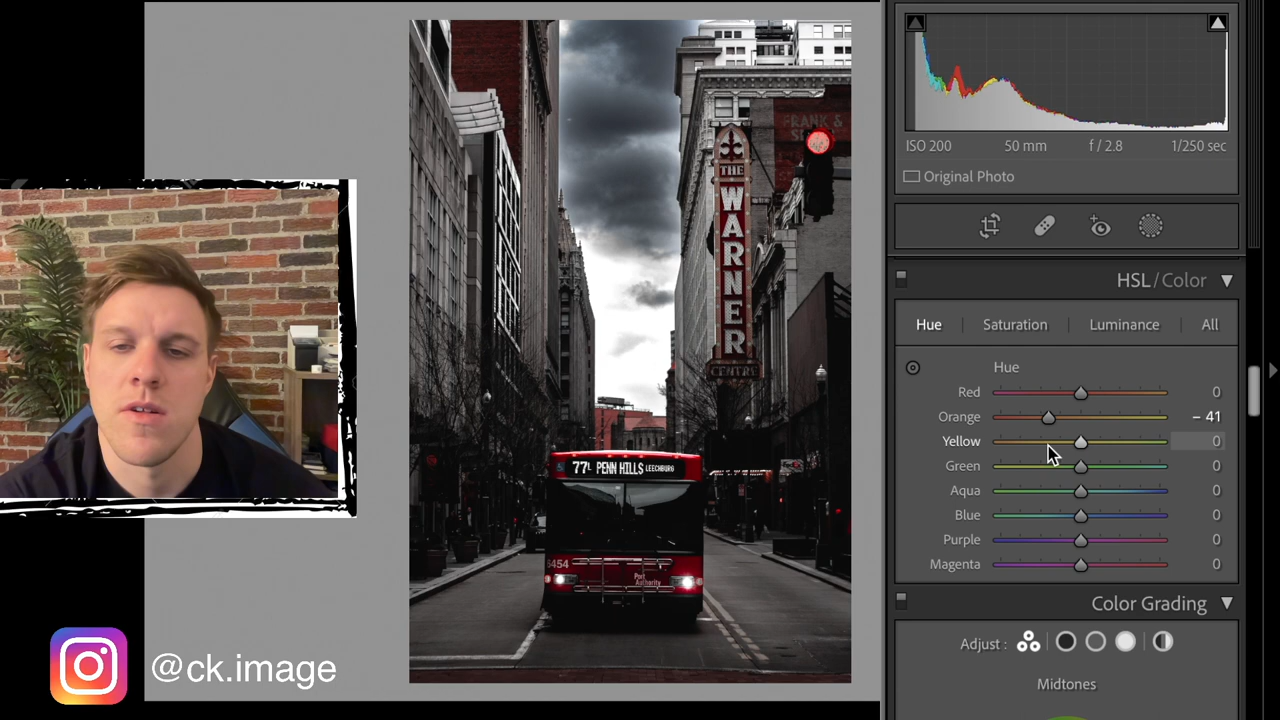 FRANK &
THE
WARNER
CENTRE
77L PENN HILLS LEECHBURG
5454
Port
Authority
@ck.image
ISO 200
50 mm
f / 2.8
1/250 sec
Original Photo
HSL / Color
Hue
Saturation
Luminance
All
Hue
Red 0
Orange – 41
Yellow 0
Green 0
Aqua 0
Blue 0
Purple 0
Magenta 0
Color Grading
Adjust :
Midtones